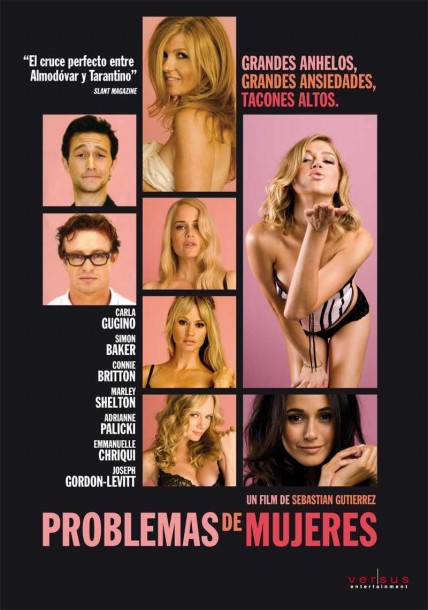 “El cruce perfecto entre
Almodóvar y Tarantino”
SLANT MAGAZINE
GRANDES ANHELOS,
GRANDES ANSIEDADES,
TACONES ALTOS.
CARLA
GUGINO
SIMON
BAKER
CONNIE
BRITTON
MARLEY
SHELTON
ADRIANNE
PALICKI
EMMANUELLE
CHRIQUI
JOSEPH
GORDON-LEVITT
UN FILM DE SEBASTIAN GUTIERREZ
PROBLEMAS DE MUJERES
versus
entertainment